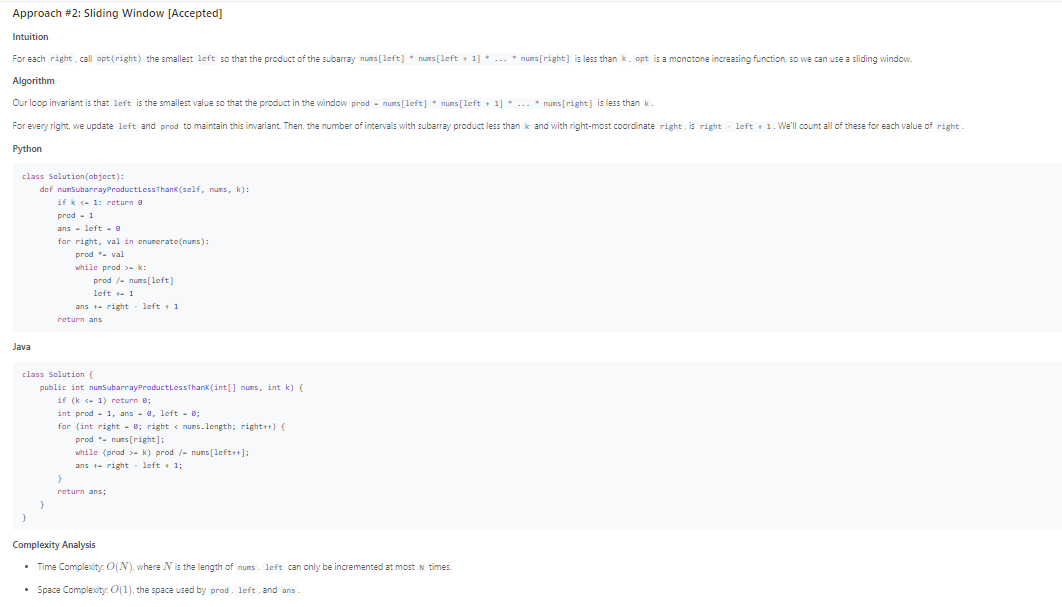 Approach #2: Sliding Window [Accepted]
Intuition
For each right, call opt(right) the smallest left so that the product of the subarray nums[left] * nums[left + 1] * ... * nums[right] is less than k. opt is a monotone increasing function, so we can use a sliding window.
Algorithm
Our loop invariant is that left is the smallest value so that the product in the window prod = nums[left] * nums[left + 1] * ... * nums[right] is less than k.
For every right, we update left and prod to maintain this invariant. Then, the number of intervals with subarray product less than k and with right-most coordinate right, is right - left + 1. We'll count all of these for each value of right.
Python
class Solution(object):
    def numSubarrayProductLessThanK(self, nums, k):
        if k <= 1: return 0
        prod = 1
        ans = left = 0
        for right, val in enumerate(nums):
            prod *= val
            while prod >= k:
                prod /= nums[left]
                left += 1
            ans += right - left + 1
        return ans
Java
class Solution {
    public int numSubarrayProductLessThanK(int[] nums, int k) {
        if (k <= 1) return 0;
        int prod = 1, ans = 0, left = 0;
        for (int right = 0; right < nums.length; right++) {
            prod *= nums[right];
            while (prod >= k) prod /= nums[left++];
            ans += right - left + 1;
        }
        return ans;
    }
}
Complexity Analysis
• Time Complexity: O(N), where N is the length of nums. left can only be incremented at most N times.
• Space Complexity: O(1), the space used by prod, left, and ans.